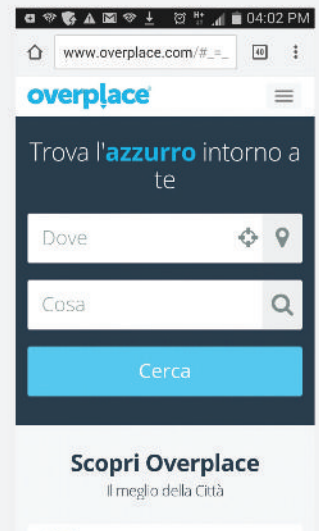 04:02 PM
www.overplace.com/#_=_
40
overplace
Trova l'azzurro intorno a
te
Dove
Cosa
Cerca
Scopri Overplace
Il meglio della Città